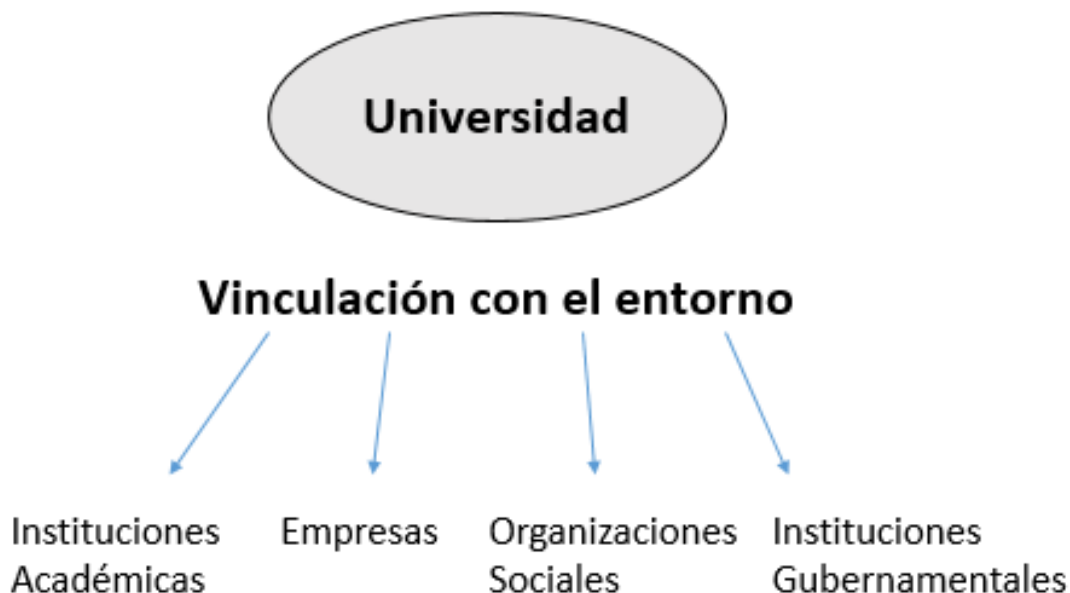 Universidad
Vinculación con el entorno
Instituciones Académicas
Empresas
Organizaciones Sociales
Instituciones Gubernamentales